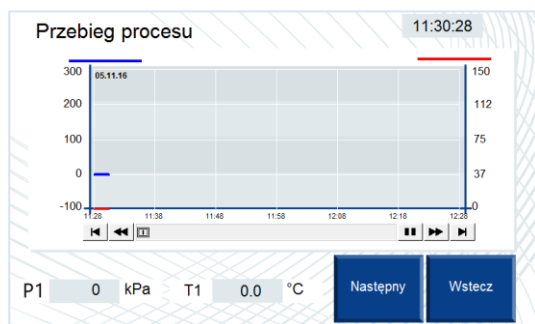 Przebieg procesu 11:30:28
300 05.11.16 150
200 112
100 75
0 37
-100 0
11:28 11:38 11:48 11:58 12:08 12:18 12:28
P1 0 kPa T1 0.0 °C Następny Wstecz